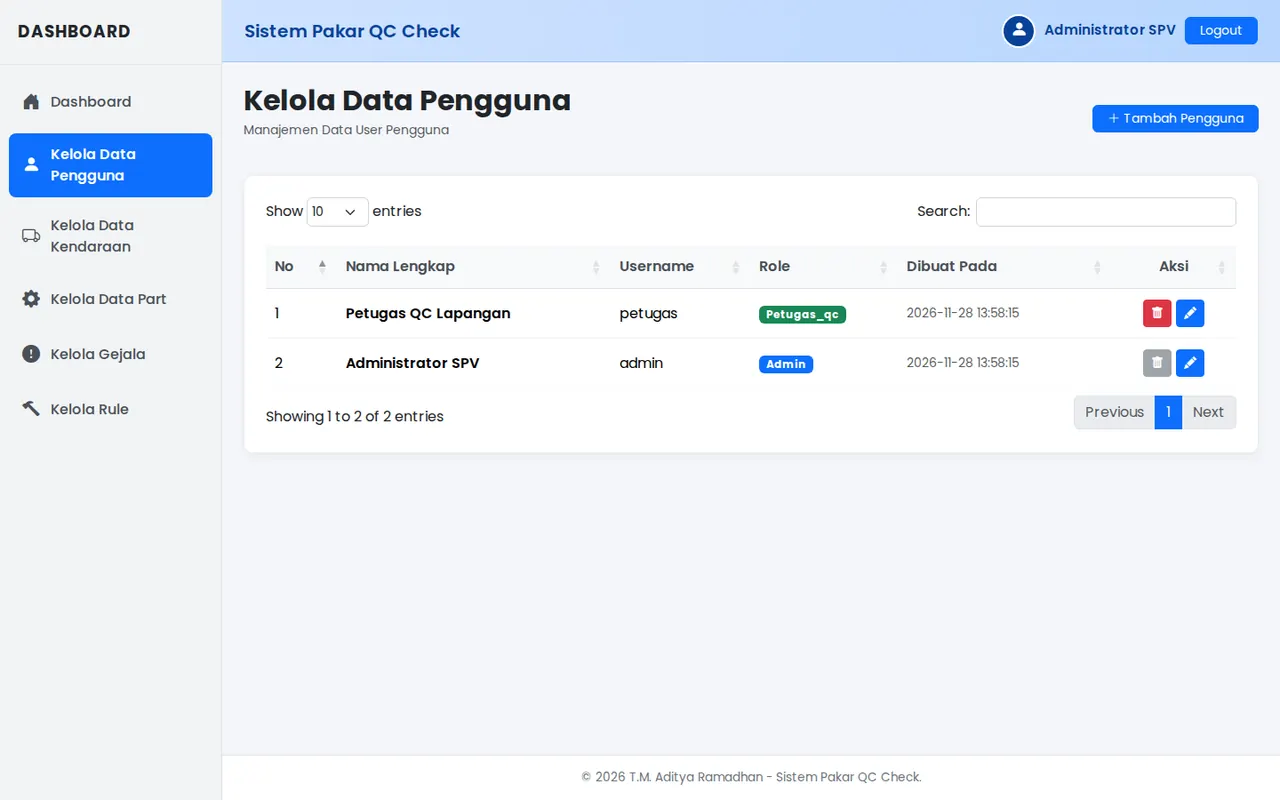 DASHBOARD
Sistem Pakar QC Check
Administrator SPV
Logout
Dashboard
Kelola Data
Pengguna
Kelola Data
Kendaraan
Kelola Data Part
Kelola Gejala
Kelola Rule
Kelola Data Pengguna
Manajemen Data User Pengguna
+ Tambah Pengguna
Show 10 entries
Search:
No Nama Lengkap Username Role Dibuat Pada Aksi
1 Petugas QC Lapangan petugas Petugas_qc 2026-11-28 13:58:15
2 Administrator SPV admin Admin 2026-11-28 13:58:15
Showing 1 to 2 of 2 entries
Previous 1 Next
© 2026 T.M. Aditya Ramadhan - Sistem Pakar QC Check.